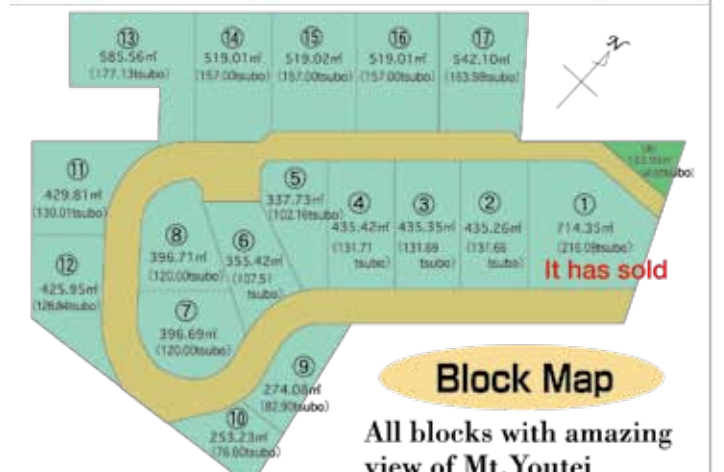 ⑬
585.56㎡
(177.13tsubo)
⑭
519.01㎡
(157.00tsubo)
⑮
519.02㎡
(157.00tsubo)
⑯
519.01㎡
(157.00tsubo)
⑰
542.10㎡
(163.98tsubo)
N
⑪
429.81㎡
(130.01tsubo)
⑤
337.73㎡
(102.16tsubo)
④
435.42㎡
(131.71
tsubo)
③
435.35㎡
(131.69
tsubo)
②
435.26㎡
(131.66
tsubo)
①
714.35㎡
(216.09tsubo)
It has sold
⑧
396.71㎡
(120.00tsubo)
⑥
355.42㎡
(107.51
tsubo)
⑫
425.95㎡
(128.84tsubo)
⑦
396.69㎡
(120.00tsubo)
⑨
274.08㎡
(82.90tsubo)
⑩
253.23㎡
(76.60tsubo)
Block Map
All blocks with amazing
view of Mt.Youtei